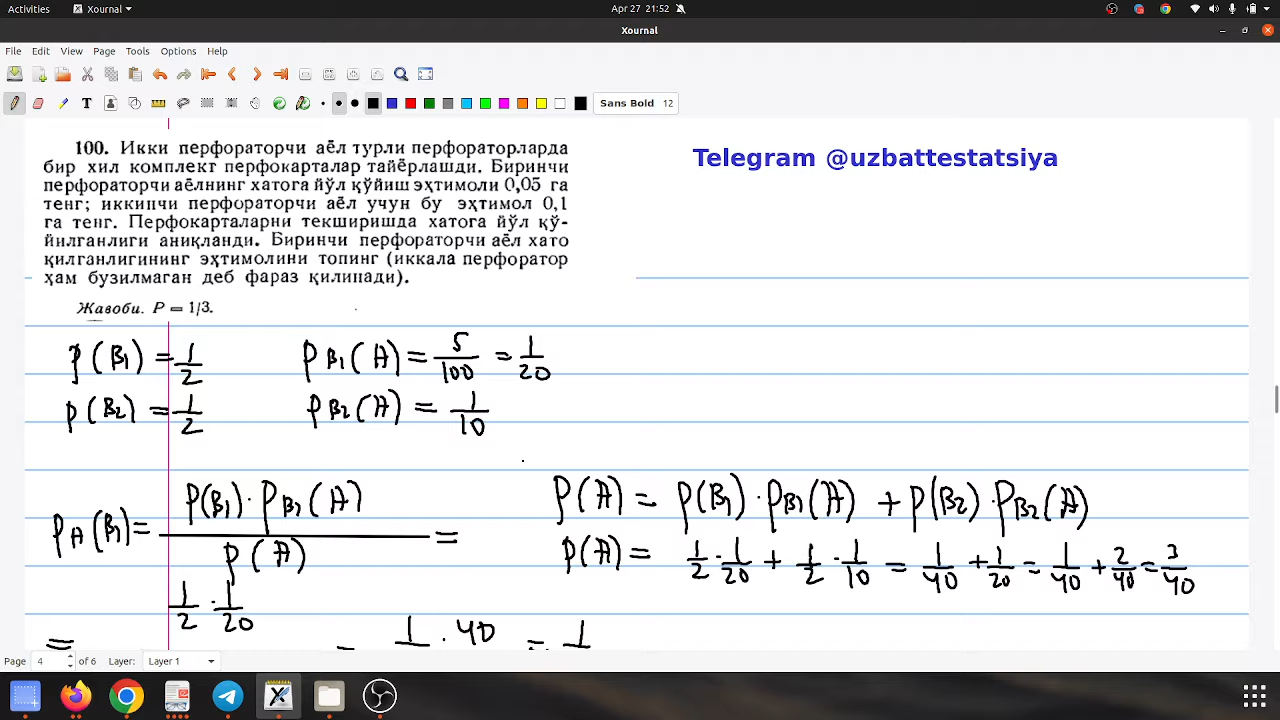 Activities Xournal Apr 27 21:52
Xournal
File Edit View Page Tools Options Help
Sans Bold 12
100. Икки перфораторчи аёл турли перфораторларда
бир хил комплект перфокарталар тайёрлашди. Биринчи
перфораторчи аёлнинг хатога йўл қўйиш эҳтимоли 0,05 га
тенг; иккинчи перфораторчи аёл учун бу эҳтимол 0,1
га тенг. Перфокарталарни текширишда хатога йўл қў-
йилганлиги аниқланди. Биринчи перфораторчи аёл хато
қилганлигининг эҳтимолини топинг (иккала перфоратор
ҳам бузилмаган деб фараз қилинади).
Жавоби. P = 1/3.
Telegram @uzbattestatsiya
P(B1) = 1/2 PB1(A) = 5/100 = 1/20
P(B2) = 1/2 PB2(A) = 1/10
PA(B1) = P(B1) · PB1(A) / P(A) =
P(A) = P(B1) · PB1(A) + P(B2) · PB2(A)
P(A) = 1/2 · 1/20 + 1/2 · 1/10 = 1/40 + 1/20 = 1/40 + 2/40 = 3/40
= 1/2 · 1/20 = 1 · 40 = 1
Page 4 of 6 Layer: Layer 1